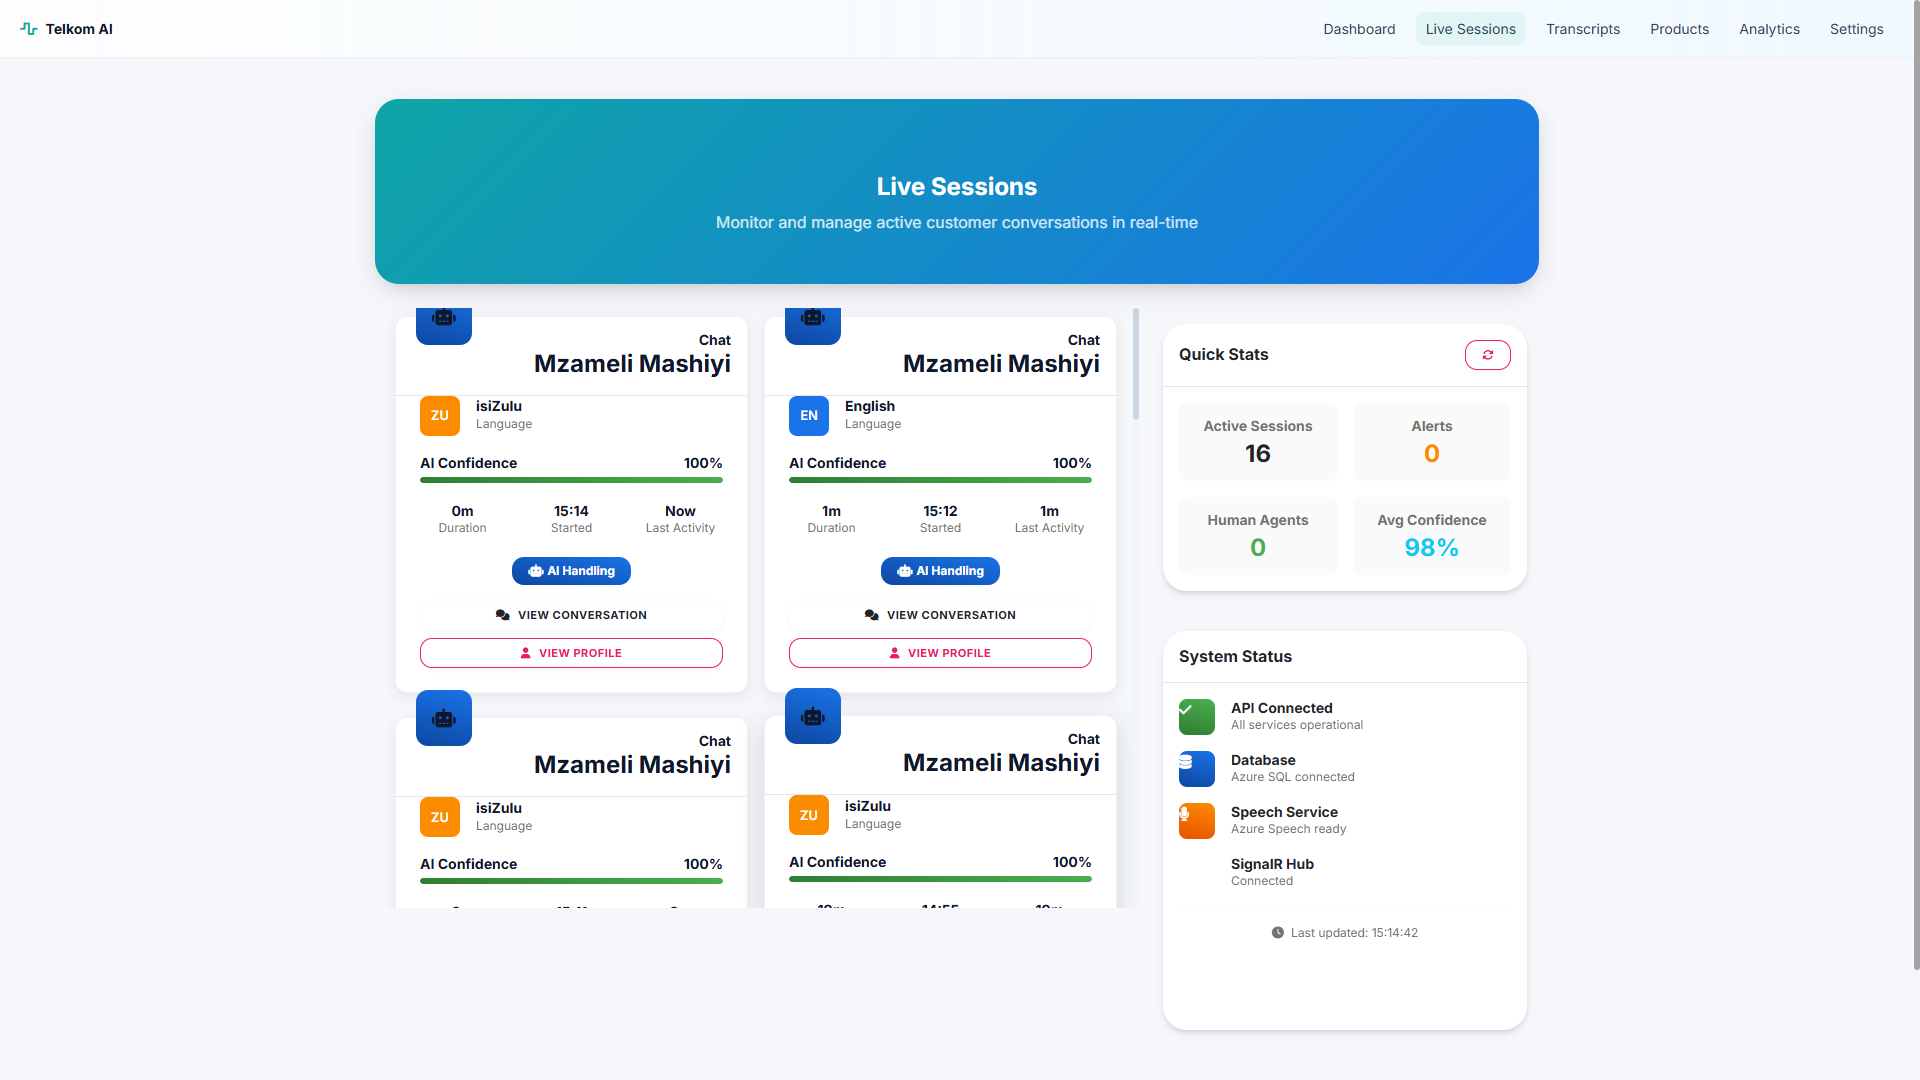 Telkom AI
Dashboard
Live Sessions
Transcripts
Products
Analytics
Settings
Live Sessions
Monitor and manage active customer conversations in real-time
Chat
Mzameli Mashiyi
ZU
isiZulu
Language
AI Confidence 100%
0m 15:14 Now
Duration Started Last Activity
AI Handling
VIEW CONVERSATION
VIEW PROFILE
Chat
Mzameli Mashiyi
EN
English
Language
AI Confidence 100%
1m 15:12 1m
Duration Started Last Activity
AI Handling
VIEW CONVERSATION
VIEW PROFILE
Chat
Mzameli Mashiyi
ZU
isiZulu
Language
AI Confidence 100%
Chat
Mzameli Mashiyi
ZU
isiZulu
Language
AI Confidence 100%
Quick Stats
Active Sessions
16
Alerts
0
Human Agents
0
Avg Confidence
98%
System Status
API Connected
All services operational
Database
Azure SQL connected
Speech Service
Azure Speech ready
SignalR Hub
Connected
Last updated: 15:14:42